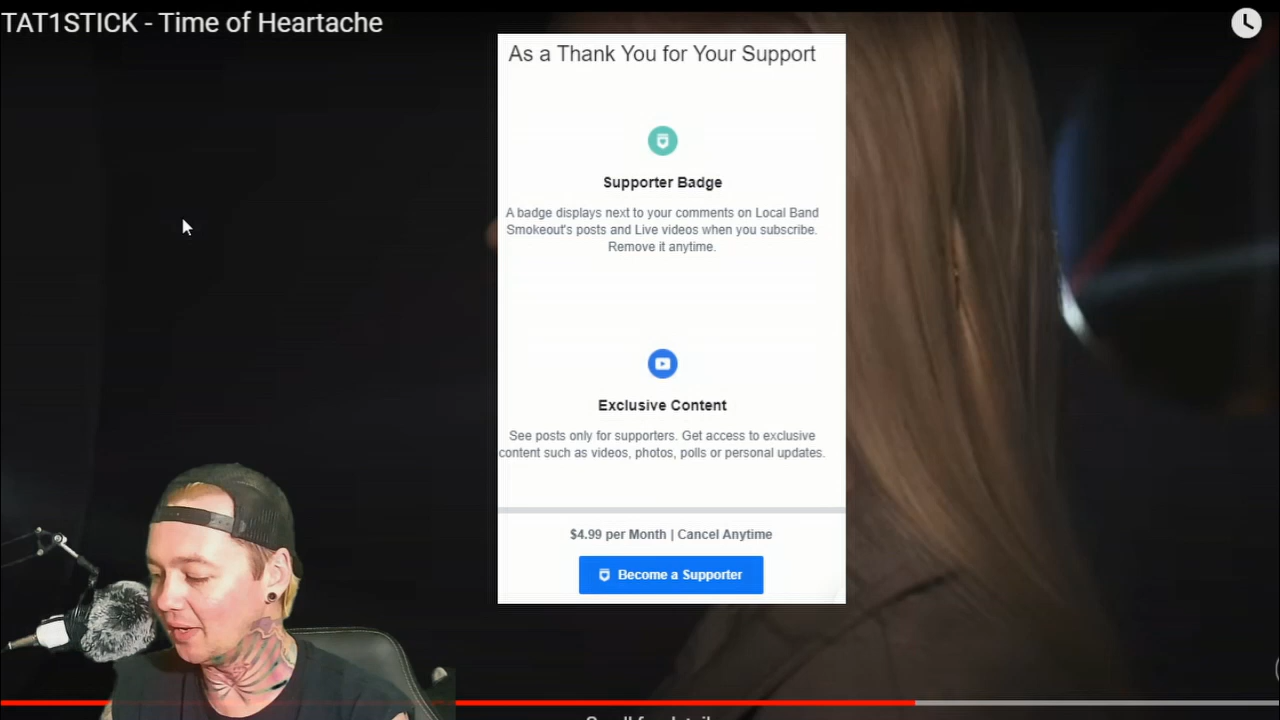 TAT1STICK - Time of Heartache
As a Thank You for Your Support
Supporter Badge
A badge displays next to your comments on Local Band
Smokeout's posts and Live videos when you subscribe.
Remove it anytime.
Exclusive Content
See posts only for supporters. Get access to exclusive
content such as videos, photos, polls or personal updates.
$4.99 per Month | Cancel Anytime
Become a Supporter